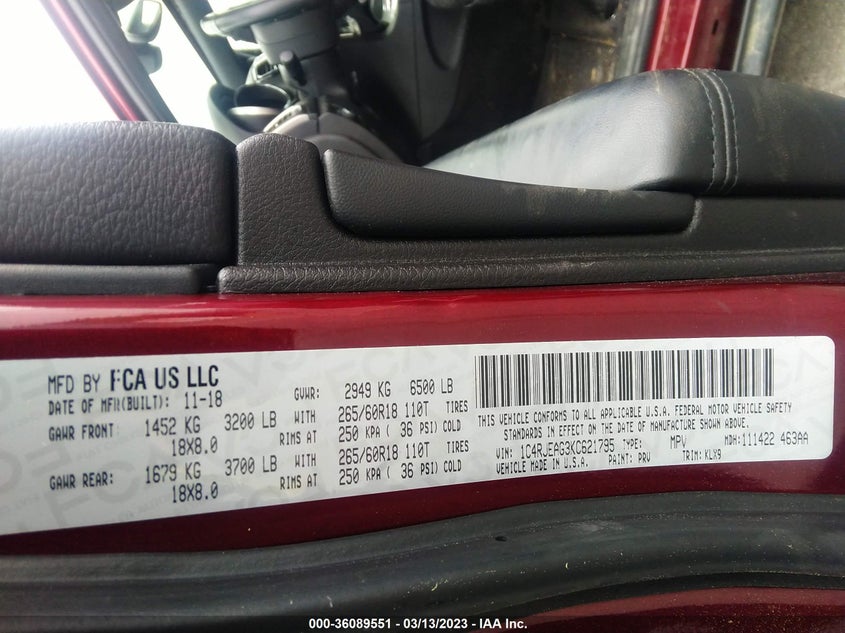 MFD BY FCA US LLC
DATE OF MFR(BUILT): 11-18
GVWR: 2949 KG 6500 LB
GAWR FRONT: 1452 KG 3200 LB WITH 265/60R18 110T TIRES
18X8.0 RIMS AT 250 KPA ( 36 PSI) COLD
GAWR REAR: 1679 KG 3700 LB WITH 265/60R18 110T TIRES
18X8.0 RIMS AT 250 KPA ( 36 PSI) COLD
THIS VEHICLE CONFORMS TO ALL APPLICABLE U.S.A. FEDERAL MOTOR VEHICLE SAFETY
STANDARDS IN EFFECT ON THE DATE OF MANUFACTURE SHOWN ABOVE.
VIN: 1C4RJEAG3KC621795 TYPE: MPV MDH: 111422 463AA
VEHICLE MADE IN U.S.A. PAINT: PRV TRIM: KLX9
000-36089551 - 03/13/2023 - IAA Inc.